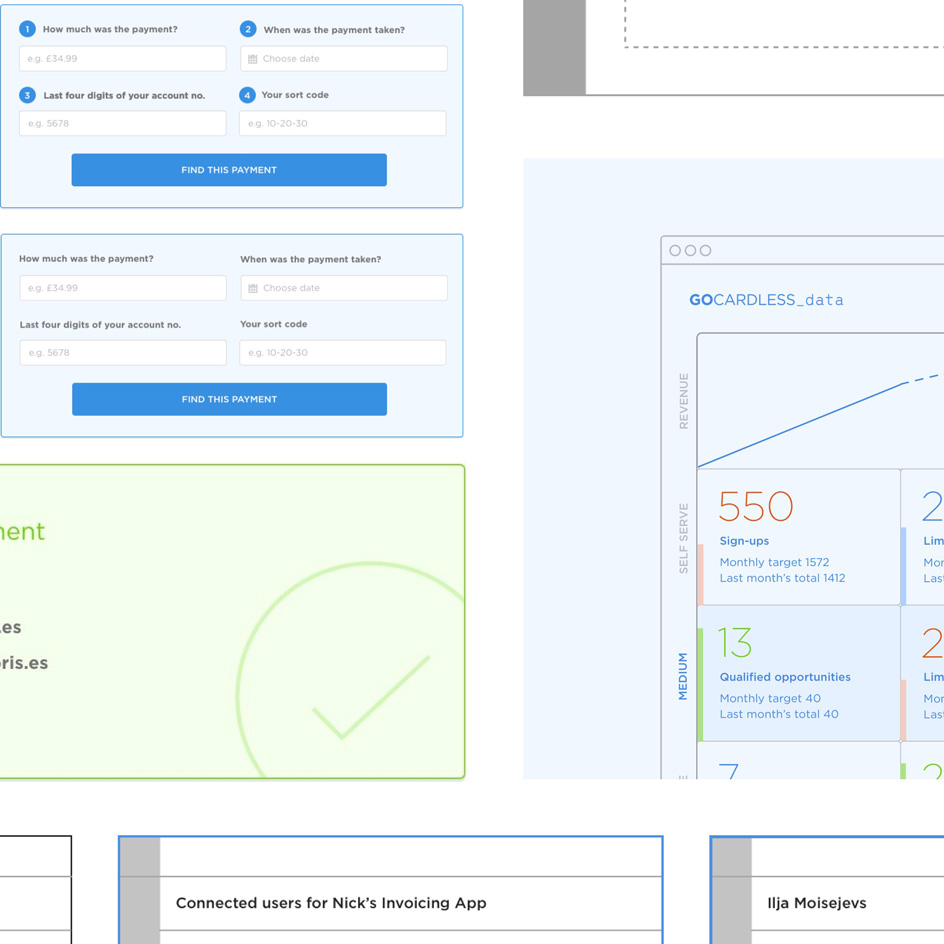 1 How much was the payment?
2 When was the payment taken?
e.g. £34.99
Choose date
3 Last four digits of your account no.
4 Your sort code
e.g. 5678
e.g. 10-20-30
FIND THIS PAYMENT
How much was the payment?
When was the payment taken?
e.g. £34.99
Choose date
Last four digits of your account no.
Your sort code
e.g. 5678
e.g. 10-20-30
FIND THIS PAYMENT
nent
.es
oris.es
GOCARDLESS_data
REVENUE
SELF SERVE
550
Sign-ups
Monthly target 1572
Last month's total 1412
2
Lim
Mor
Las
MEDIUM
13
Qualified opportunities
Monthly target 40
Last month's total 40
2
Lim
Mor
Las
7
2
Connected users for Nick's Invoicing App
Ilja Moisejevs